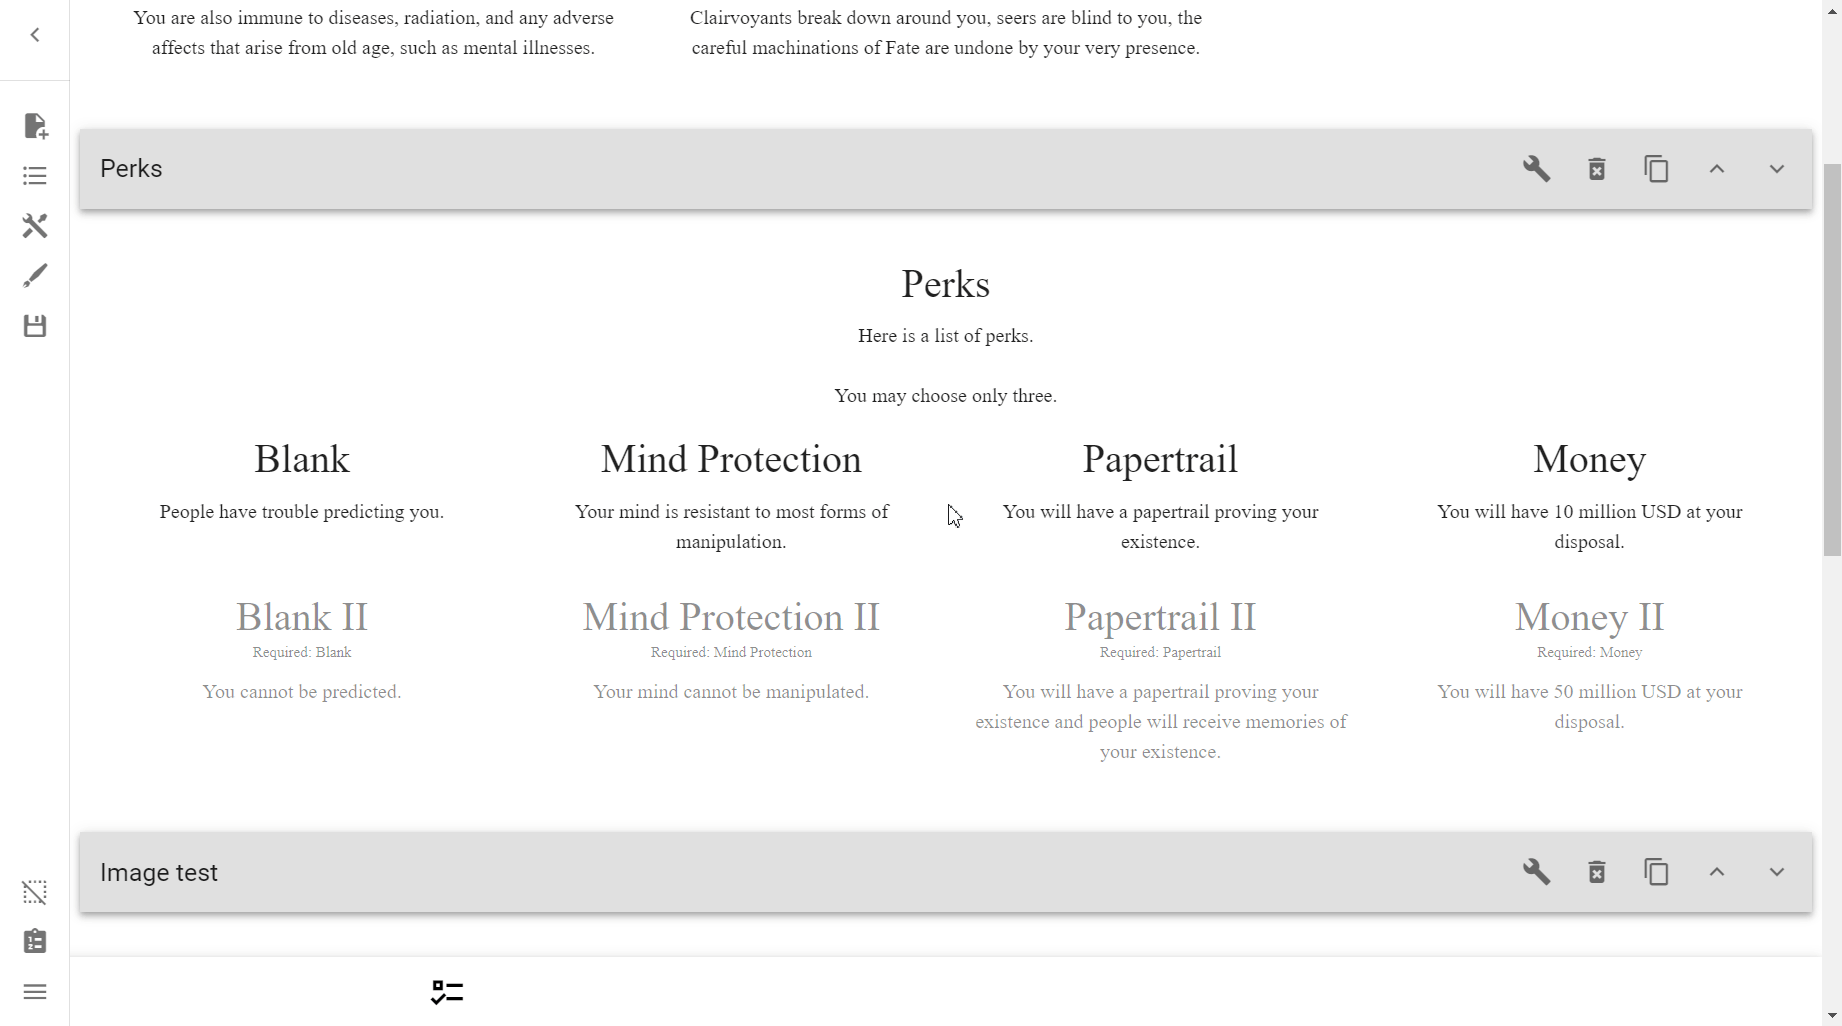 You are also immune to diseases, radiation, and any adverse
affects that arise from old age, such as mental illnesses.
Clairvoyants break down around you, seers are blind to you, the
careful machinations of Fate are undone by your very presence.
Perks
Perks
Here is a list of perks.
You may choose only three.
Blank
People have trouble predicting you.
Mind Protection
Your mind is resistant to most forms of
manipulation.
Papertrail
You will have a papertrail proving your
existence.
Money
You will have 10 million USD at your
disposal.
Blank II
Required: Blank
You cannot be predicted.
Mind Protection II
Required: Mind Protection
Your mind cannot be manipulated.
Papertrail II
Required: Papertrail
You will have a papertrail proving your
existence and people will receive memories of
your existence.
Money II
Required: Money
You will have 50 million USD at your
disposal.
Image test